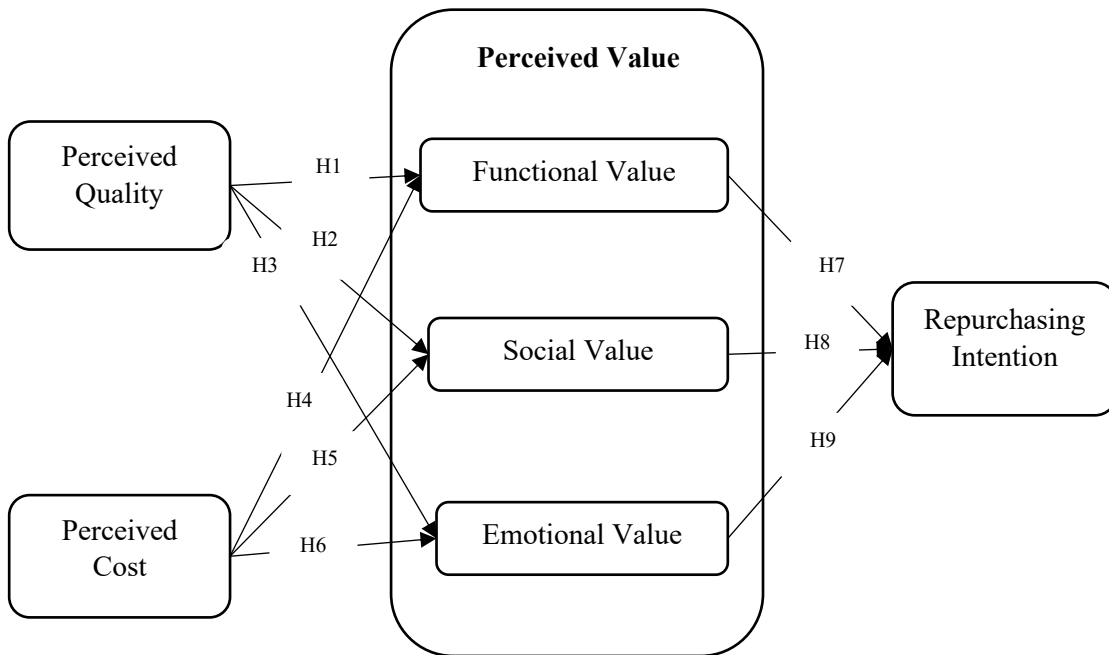 Perceived Value
Perceived
Quality
H1
Functional Value
H2
H3
H7
Social Value
H8
Repurchasing
Intention
H4
H5
H9
Perceived
Cost
H6
Emotional Value